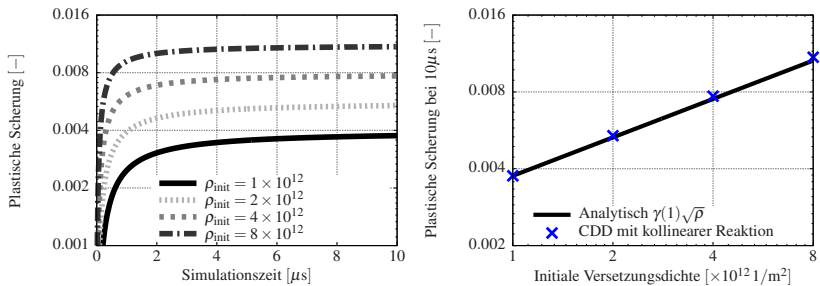 Plastische Scherung [−]
0.016
0.008
0.004
0.002
0.001
ρinit = 1 × 10^12
ρinit = 2 × 10^12
ρinit = 4 × 10^12
ρinit = 8 × 10^12
0 2 4 6 8 10
Simulationszeit [μs]
Plastische Scherung bei 10μs [−]
0.016
0.008
0.004
0.002
Analytisch γ(1)√ρ
CDD mit kollinearer Reaktion
1 2 4 8
Initiale Versetzungsdichte [×10^12 1/m^2]